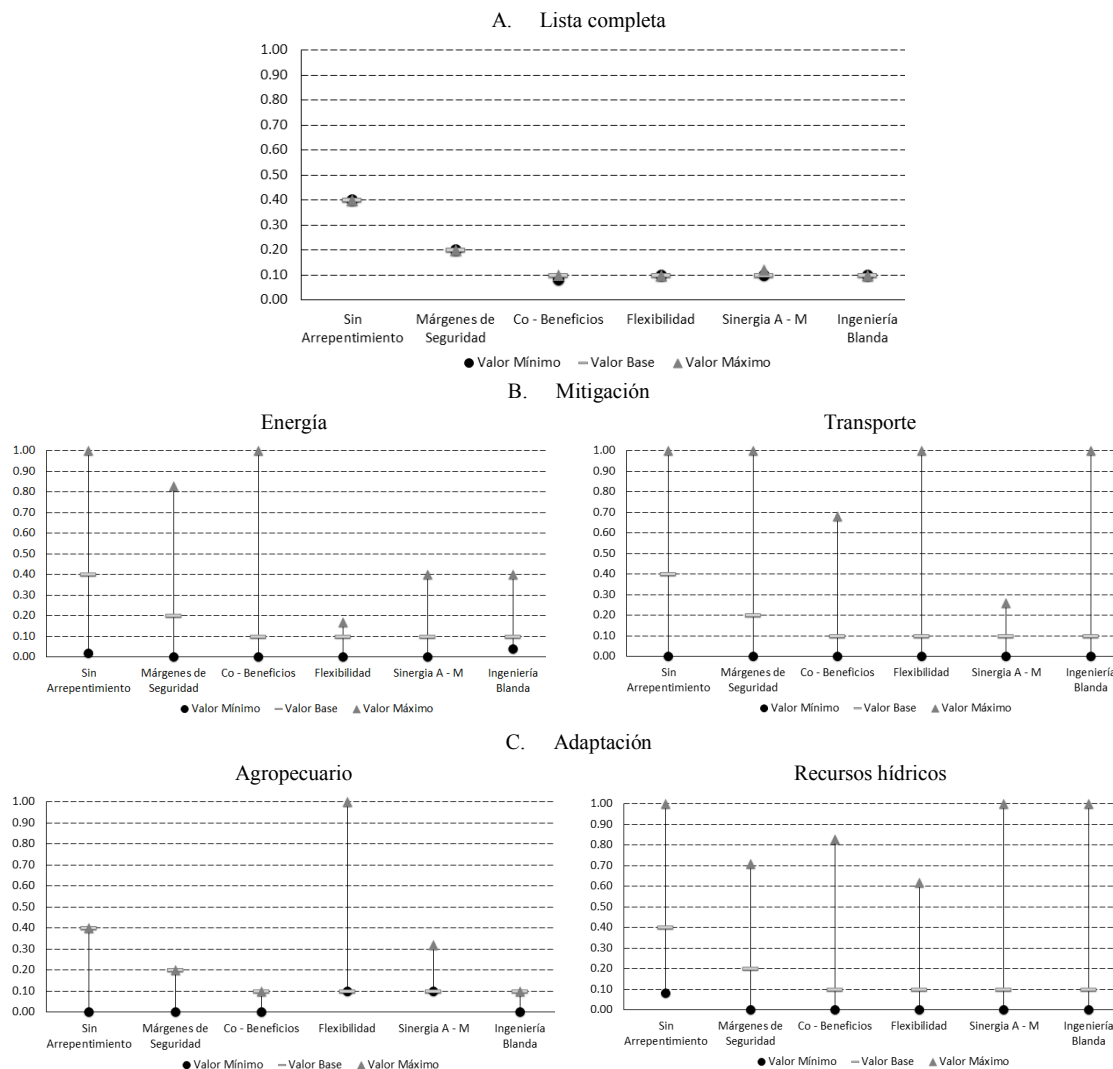 A. Lista completa
1.00
0.90
0.80
0.70
0.60
0.50
0.40
0.30
0.20
0.10
0.00
Sin Arrepentimiento
Márgenes de Seguridad
Co - Beneficios
Flexibilidad
Sinergia A - M
Ingeniería Blanda
Valor Mínimo Valor Base Valor Máximo
B. Mitigación
Energía
1.00
0.90
0.80
0.70
0.60
0.50
0.40
0.30
0.20
0.10
0.00
Sin Arrepentimiento
Márgenes de Seguridad
Co - Beneficios
Flexibilidad
Sinergia A - M
Ingeniería Blanda
Valor Mínimo Valor Base Valor Máximo
Transporte
1.00
0.90
0.80
0.70
0.60
0.50
0.40
0.30
0.20
0.10
0.00
Sin Arrepentimiento
Márgenes de Seguridad
Co - Beneficios
Flexibilidad
Sinergia A - M
Ingeniería Blanda
Valor Mínimo Valor Base Valor Máximo
C. Adaptación
Agropecuario
1.00
0.90
0.80
0.70
0.60
0.50
0.40
0.30
0.20
0.10
0.00
Sin Arrepentimiento
Márgenes de Seguridad
Co - Beneficios
Flexibilidad
Sinergia A - M
Ingeniería Blanda
Valor Mínimo Valor Base Valor Máximo
Recursos hídricos
1.00
0.90
0.80
0.70
0.60
0.50
0.40
0.30
0.20
0.10
0.00
Sin Arrepentimiento
Márgenes de Seguridad
Co - Beneficios
Flexibilidad
Sinergia A - M
Ingeniería Blanda
Valor Mínimo Valor Base Valor Máximo